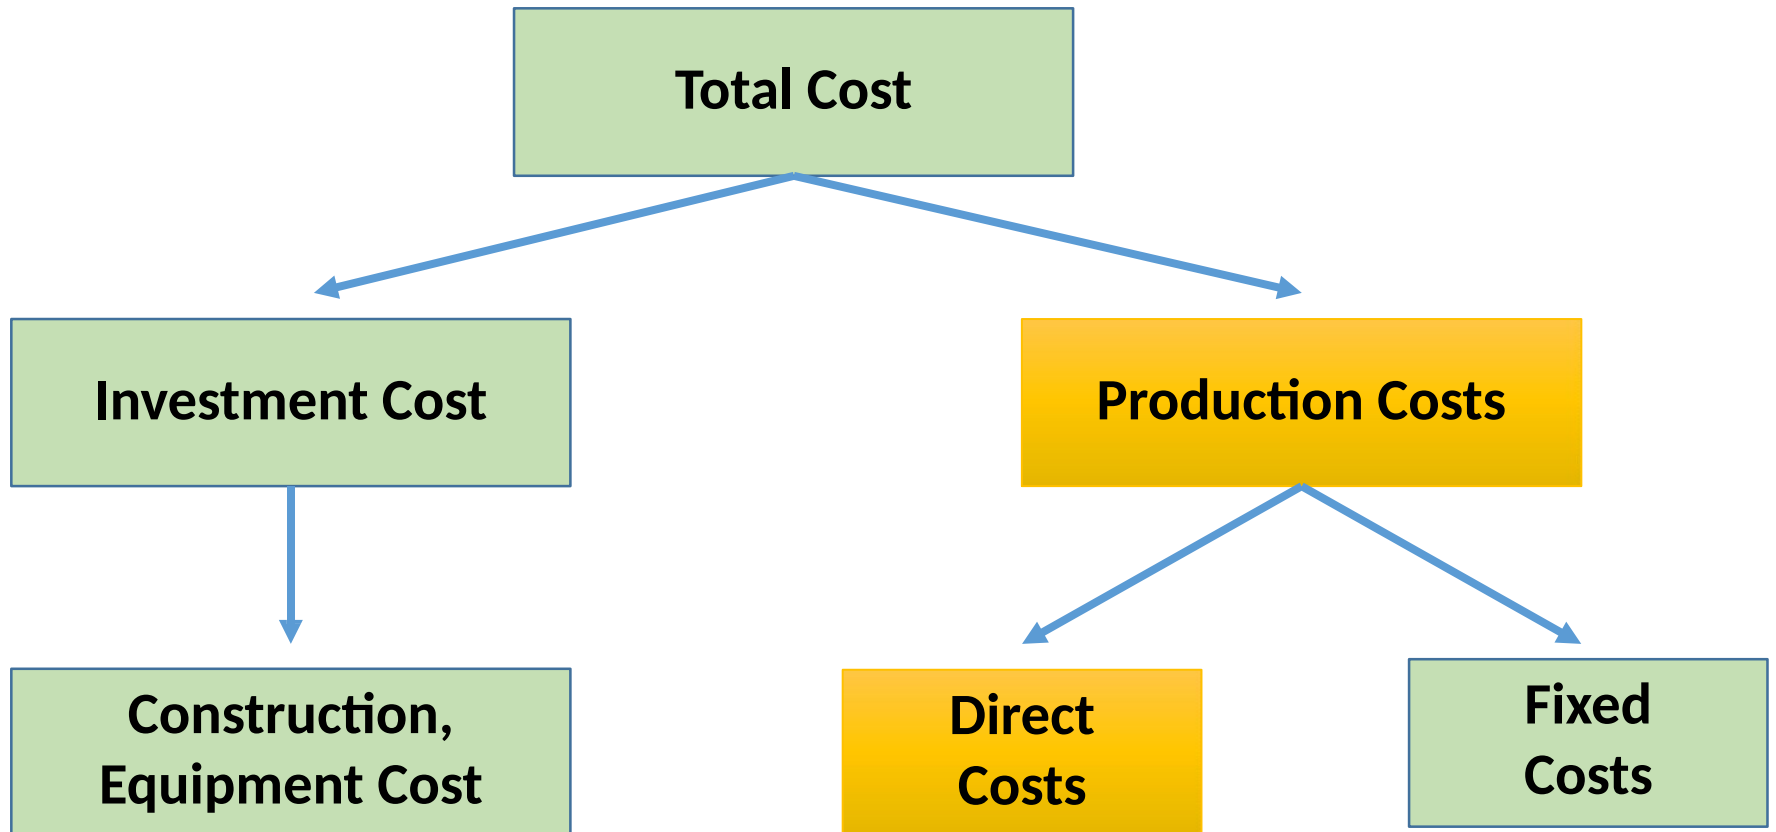 Total Cost
Investment Cost
Production Costs
Construction,
Equipment Cost
Direct
Costs
Fixed
Costs